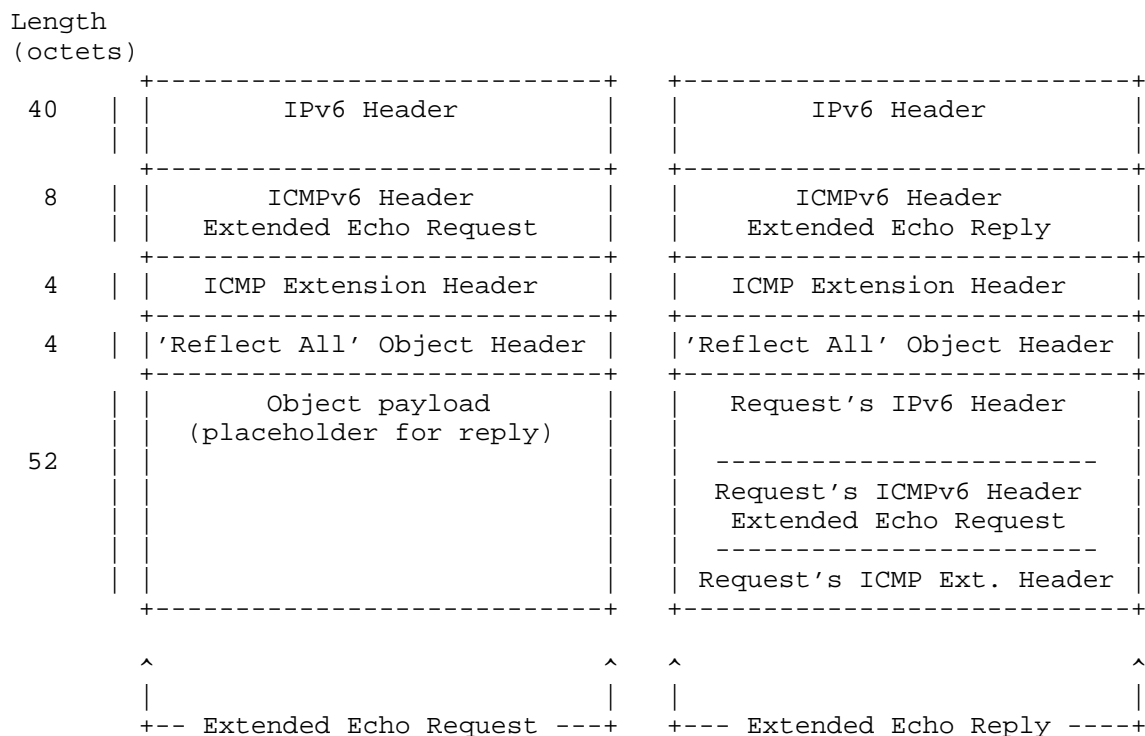 Length
(octets)
+----------------------------+ +----------------------------+
40 | | IPv6 Header | | IPv6 Header |
| | | | |
+----------------------------+ +----------------------------+
8 | | ICMPv6 Header | | ICMPv6 Header |
| | Extended Echo Request | | Extended Echo Reply |
+----------------------------+ +----------------------------+
4 | | ICMP Extension Header | | ICMP Extension Header |
+----------------------------+ +----------------------------+
4 | |’Reflect All’ Object Header | |’Reflect All’ Object Header |
+----------------------------+ +----------------------------+
| | Object payload | | Request’s IPv6 Header |
| | (placeholder for reply) | | |
52 | | | | ------------------------ |
| | | | Request’s ICMPv6 Header |
| | | | Extended Echo Request |
| | | | ------------------------ |
| | | | Request’s ICMP Ext. Header |
+----------------------------+ +----------------------------+
^ ^ ^ ^
| | | |
+-- Extended Echo Request ---+ +--- Extended Echo Reply ----+